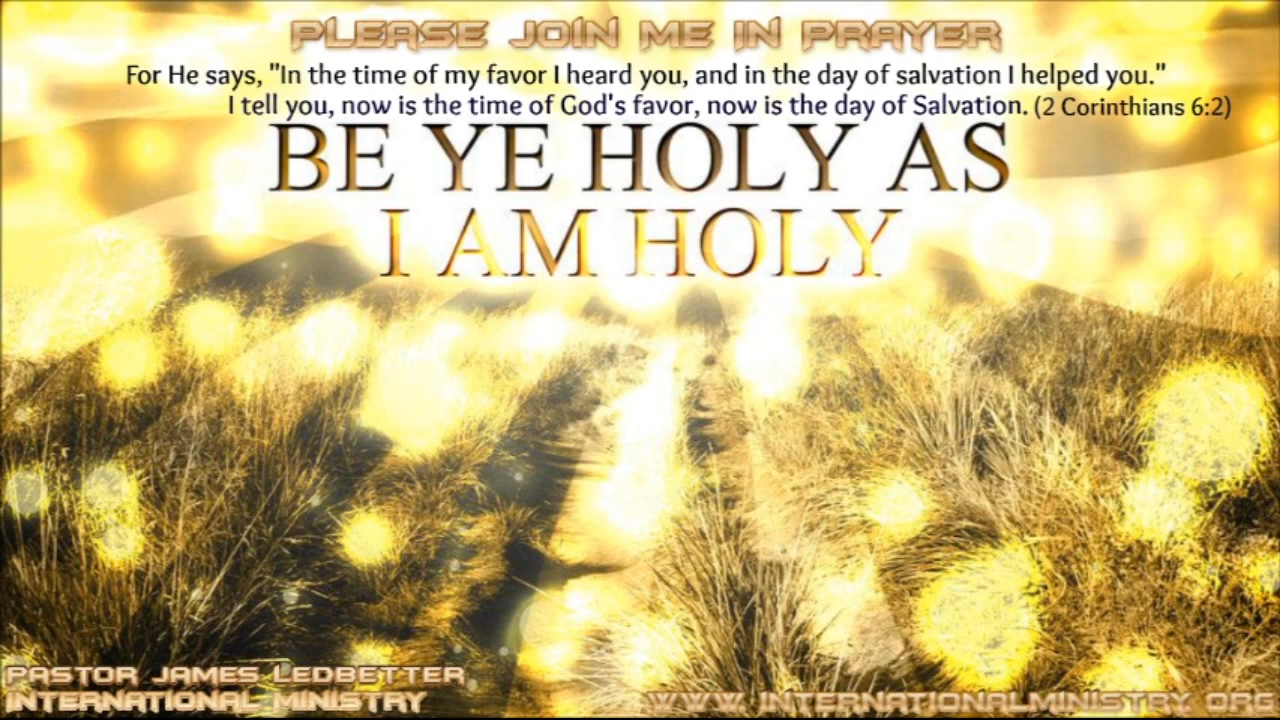 PLEASE JOIN ME IN PRAYER
For He says, "In the time of my favor I heard you, and in the day of salvation I helped you."
I tell you, now is the time of God's favor, now is the day of Salvation. (2 Corinthians 6:2)
BE YE HOLY AS
I AM HOLY
PASTOR JAMES LEDBETTER
INTERNATIONAL MINISTRY
WWW.INTERNATIONALMINISTRY.ORG